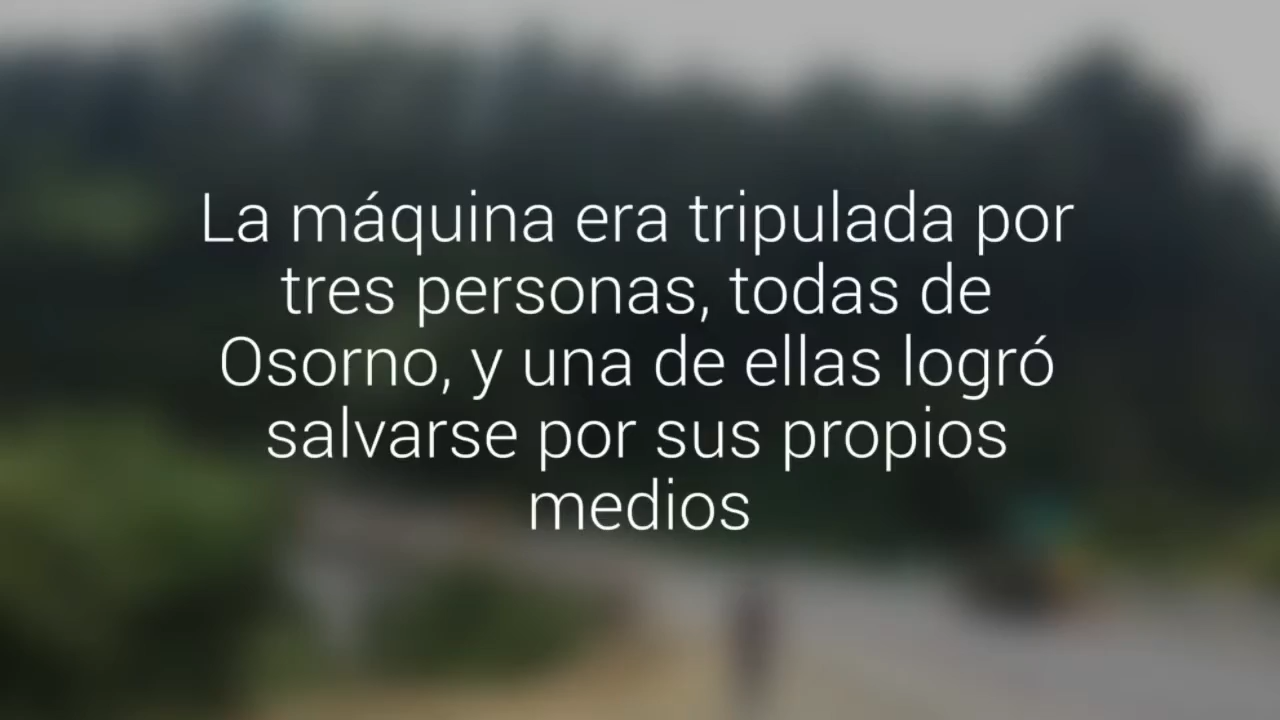 La máquina era tripulada por
tres personas, todas de
Osorno, y una de ellas logró
salvarse por sus propios
medios